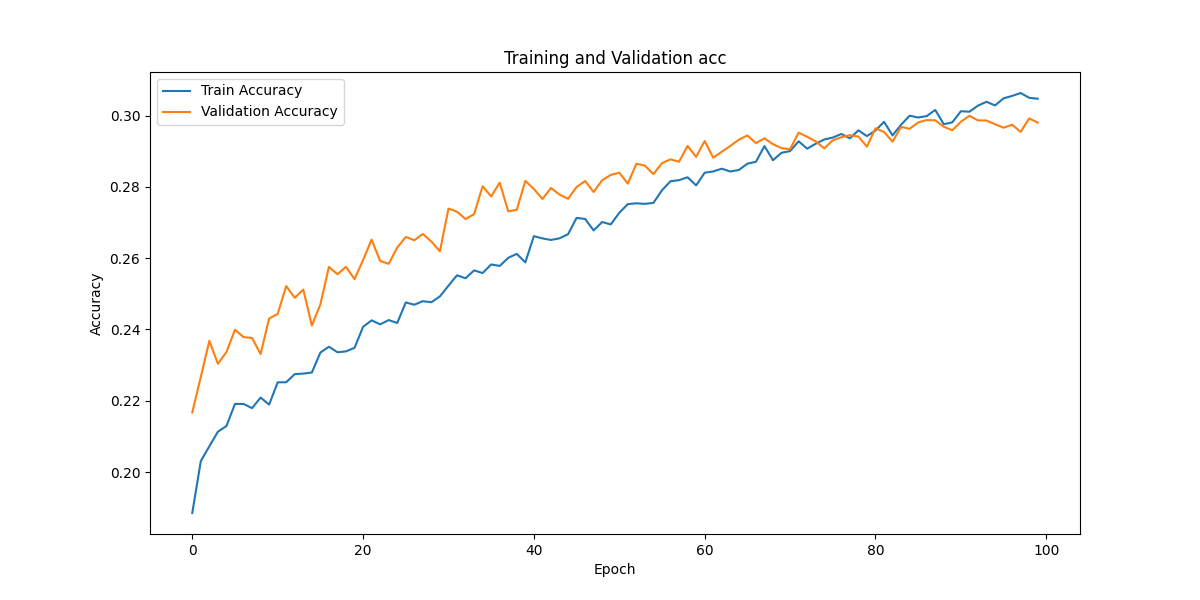 Training and Validation acc
Train Accuracy
Validation Accuracy
0.30
0.28
0.26
0.24
0.22
0.20
Accuracy
0 20 40 60 80 100
Epoch